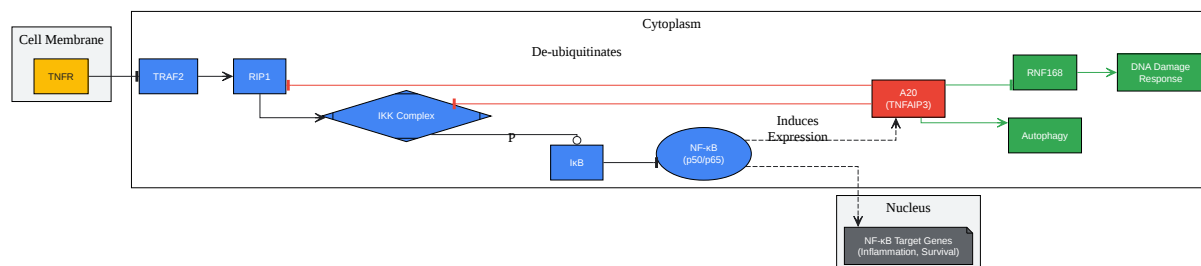 Cytoplasm
Cell Membrane
De-ubiquitinates
TNFR
TRAF2
RIP1
RNF168
DNA Damage
Response
A20
(TNFAIP3)
IKK Complex
Induces
Expression
P
Autophagy
IκB
NF-κB
(p50/p65)
Nucleus
NF-κB Target Genes
(Inflammation, Survival)